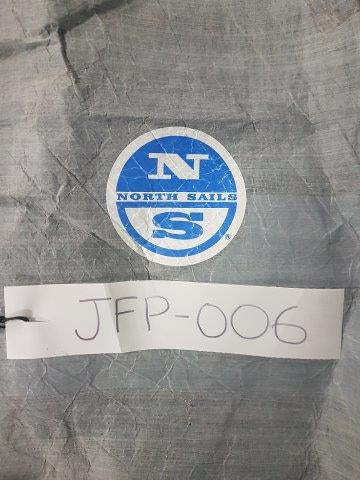 N
NORTH SAILS
S ®
JFP-006